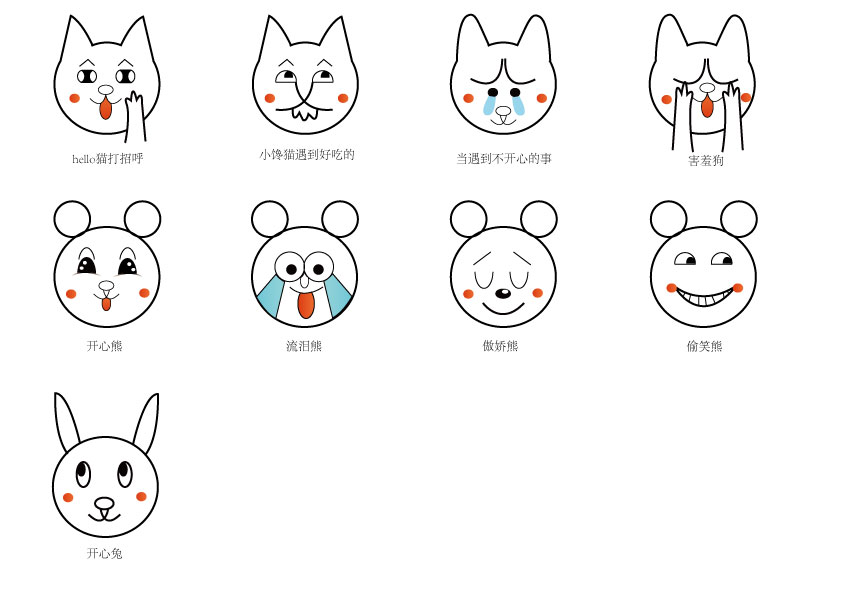 hello猫打招呼
小馋猫遇到好吃的
当遇到不开心的事
害羞狗
开心熊
流泪熊
傲娇熊
偷笑熊
开心兔